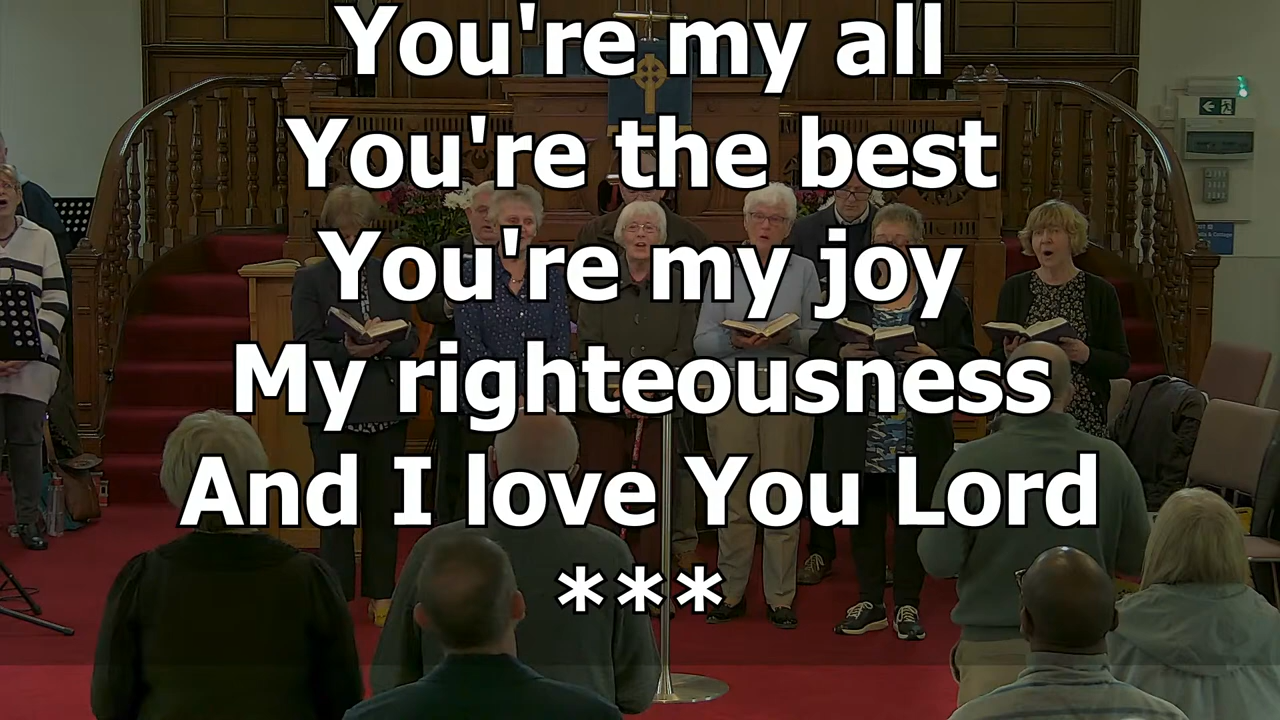 You're my all
You're the best
You're my joy
My righteousness
And I love You Lord
***